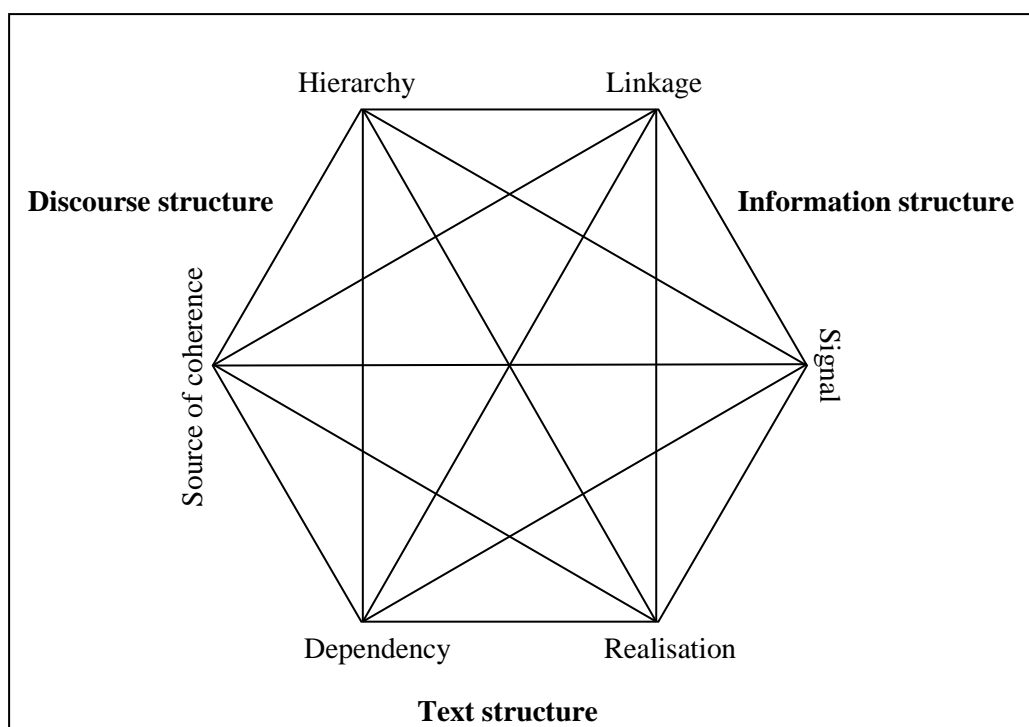 Hierarchy
Linkage
Discourse structure
Information structure
Source of coherence
Signal
Dependency
Realisation
Text structure